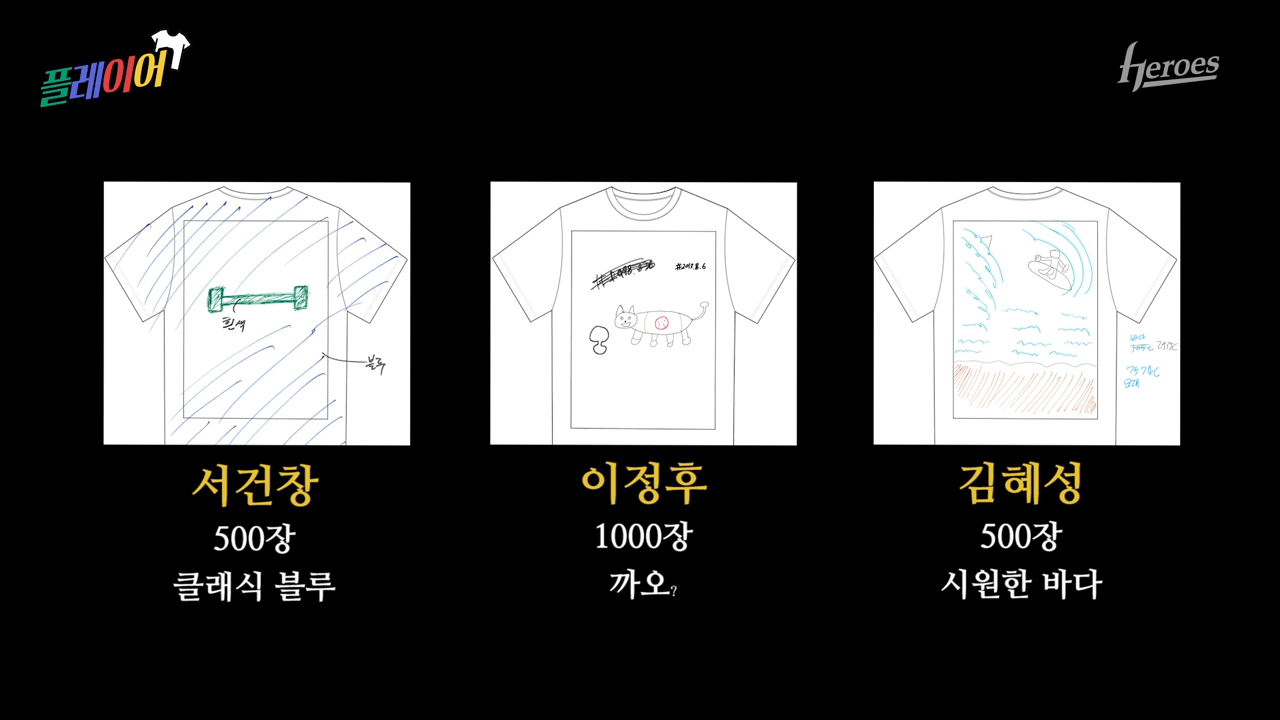 플레이어
Heroes
흰색
블루
#2017.8.6
서건창
500장
클래식 블루
이정후
1000장
까오?
김혜성
500장
시원한 바다